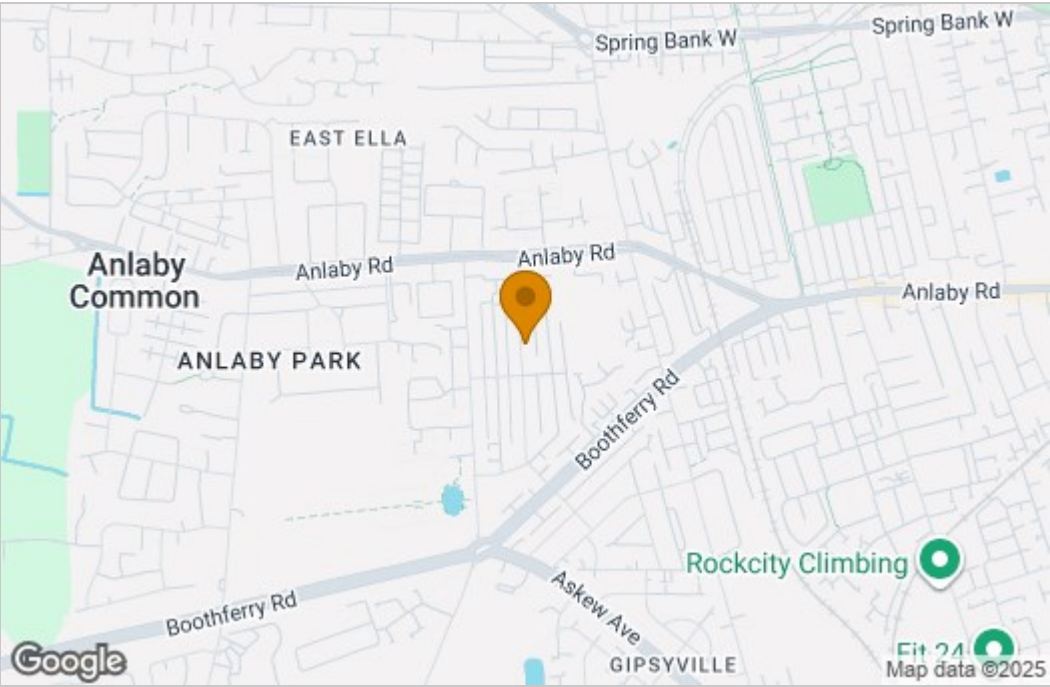 Spring Bank W
Spring Bank W
EAST ELLA
Anlaby Rd
Anlaby Rd
Anlaby
Common
Anlaby Rd
ANLABY PARK
Boothferry Rd
Rockcity Climbing
Askew Ave
Boothferry Rd
Fit 24
GIPSYVILLE
Google
Map data ©2025